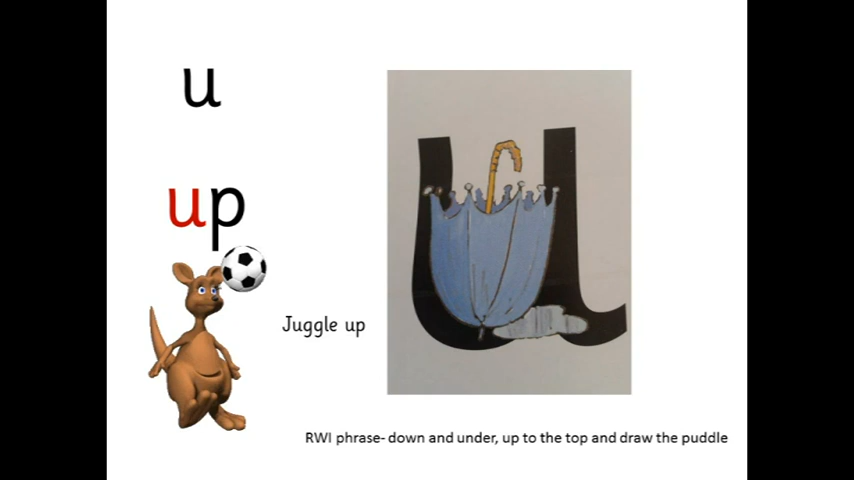 u
up
Juggle up
RWI phrase- down and under, up to the top and draw the puddle